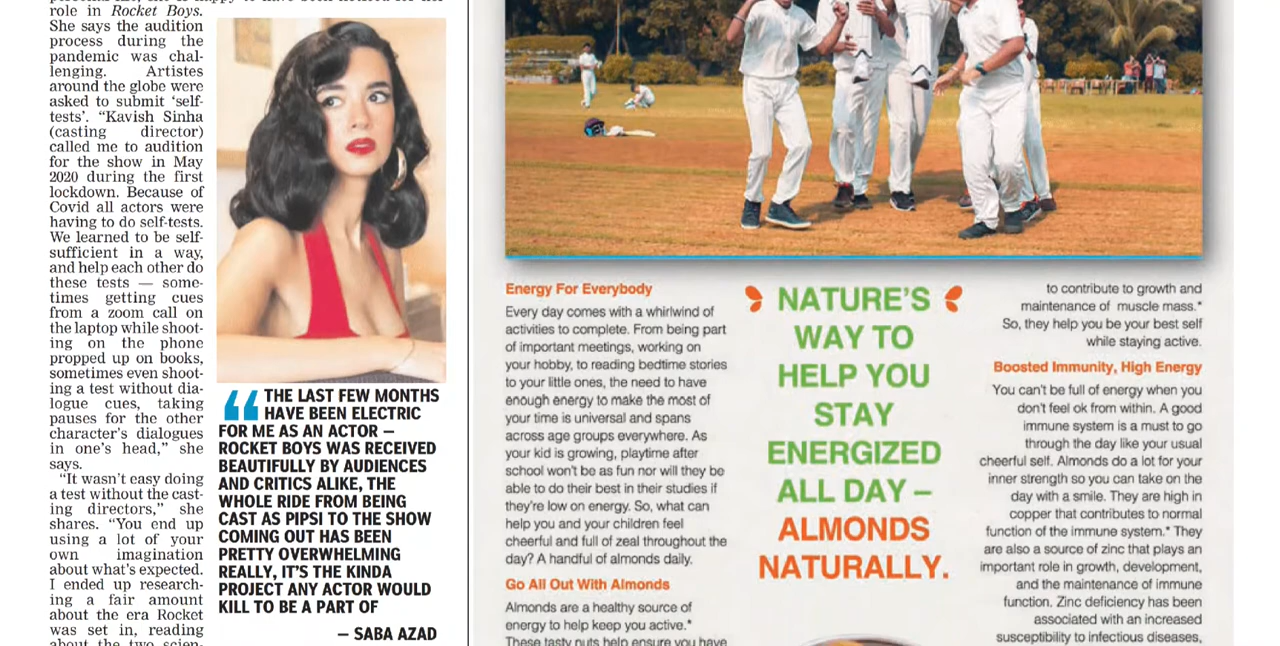 role in Rocket Boys.
She says the audition
process during the
pandemic was chal-
lenging. Artistes
around the globe were
asked to submit ‘self-
tests’. “Kavish Sinha
(casting director)
called me to audition
for the show in May
2020 during the first
lockdown. Because of
Covid all actors were
having to do self-tests.
We learned to be self-
sufficient in a way,
and help each other do
these tests — some-
times getting cues
from a zoom call on
the laptop while shoot-
ing on the phone
propped up on books,
sometimes even shoot-
ing a test without dia-
logue cues, taking
pauses for the other
character’s dialogues
in one’s head,” she
says.
“It wasn’t easy doing
a test without the cast-
ing directors,” she
shares. “You end up
using a lot of your
own imagination
about what’s expected.
I ended up research-
ing a fair amount
about the era Rocket
was set in, reading
about the two scien-
“THE LAST FEW MONTHS
HAVE BEEN ELECTRIC
FOR ME AS AN ACTOR —
ROCKET BOYS WAS RECEIVED
BEAUTIFULLY BY AUDIENCES
AND CRITICS ALIKE, THE
WHOLE RIDE FROM BEING
CAST AS PIPSI TO THE SHOW
COMING OUT HAS BEEN
PRETTY OVERWHELMING
REALLY, IT’S THE KINDA
PROJECT ANY ACTOR WOULD
KILL TO BE A PART OF
— SABA AZAD
Energy For Everybody
Every day comes with a whirlwind of
activities to complete. From being part
of important meetings, working on
your hobby, to reading bedtime stories
to your little ones, the need to have
enough energy to make the most of
your time is universal and spans
across age groups everywhere. As
your kid is growing, playtime after
school won’t be as fun nor will they be
able to do their best in their studies if
they’re low on energy. So, what can
help you and your children feel
cheerful and full of zeal throughout the
day? A handful of almonds daily.
Go All Out With Almonds
Almonds are a healthy source of
energy to help keep you active.*
These tasty nuts help ensure you have
NATURE’S
WAY TO
HELP YOU
STAY
ENERGIZED
ALL DAY –
ALMONDS
NATURALLY.
to contribute to growth and
maintenance of muscle mass.*
So, they help you be your best self
while staying active.
Boosted Immunity, High Energy
You can’t be full of energy when you
don’t feel ok from within. A good
immune system is a must to go
through the day like your usual
cheerful self. Almonds do a lot for your
inner strength so you can take on the
day with a smile. They are high in
copper that contributes to normal
function of the immune system.* They
are also a source of zinc that plays an
important role in growth, development,
and the maintenance of immune
function. Zinc deficiency has been
associated with an increased
susceptibility to infectious diseases,